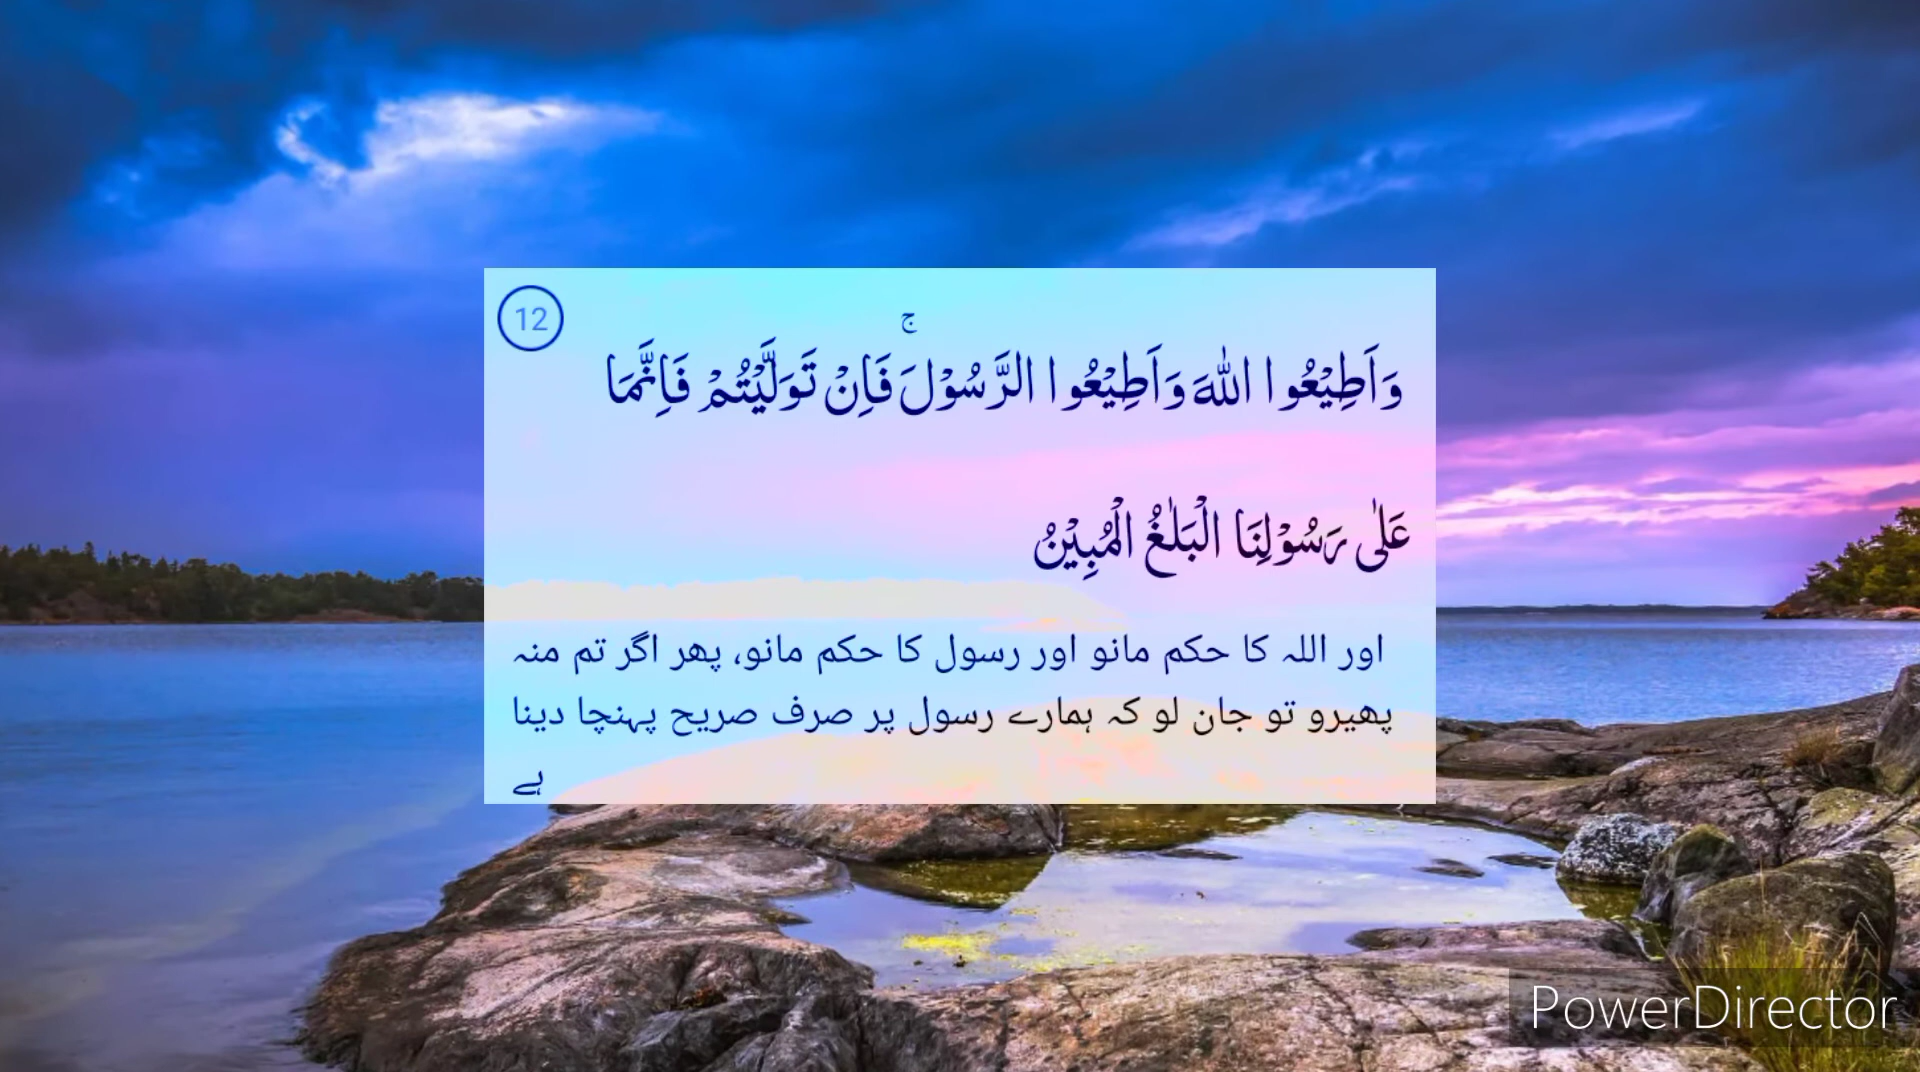 12
وَاَطِيْعُوا اللّٰهَ وَاَطِيْعُوا الرَّسُوْلَ ۚ فَاِنْ تَوَلَّيْتُمْ فَاِنَّمَا
عَلٰى رَسُوْلِنَا الْبَلٰغُ الْمُبِيْنُ
اور اللہ کا حکم مانو اور رسول کا حکم مانو، پھر اگر تم منہ
پھیرو تو جان لو کہ ہمارے رسول پر صرف صریح پہنچا دینا
ہے
PowerDirector